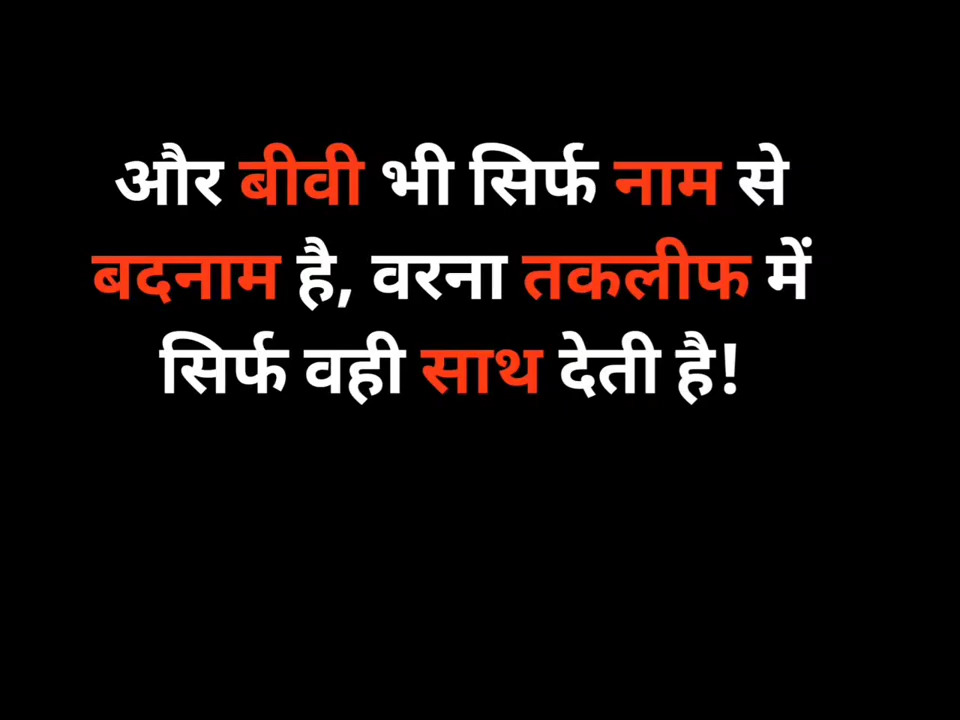 और बीवी भी सिर्फ नाम से
बदनाम है, वरना तकलीफ में
सिर्फ वही साथ देती है!